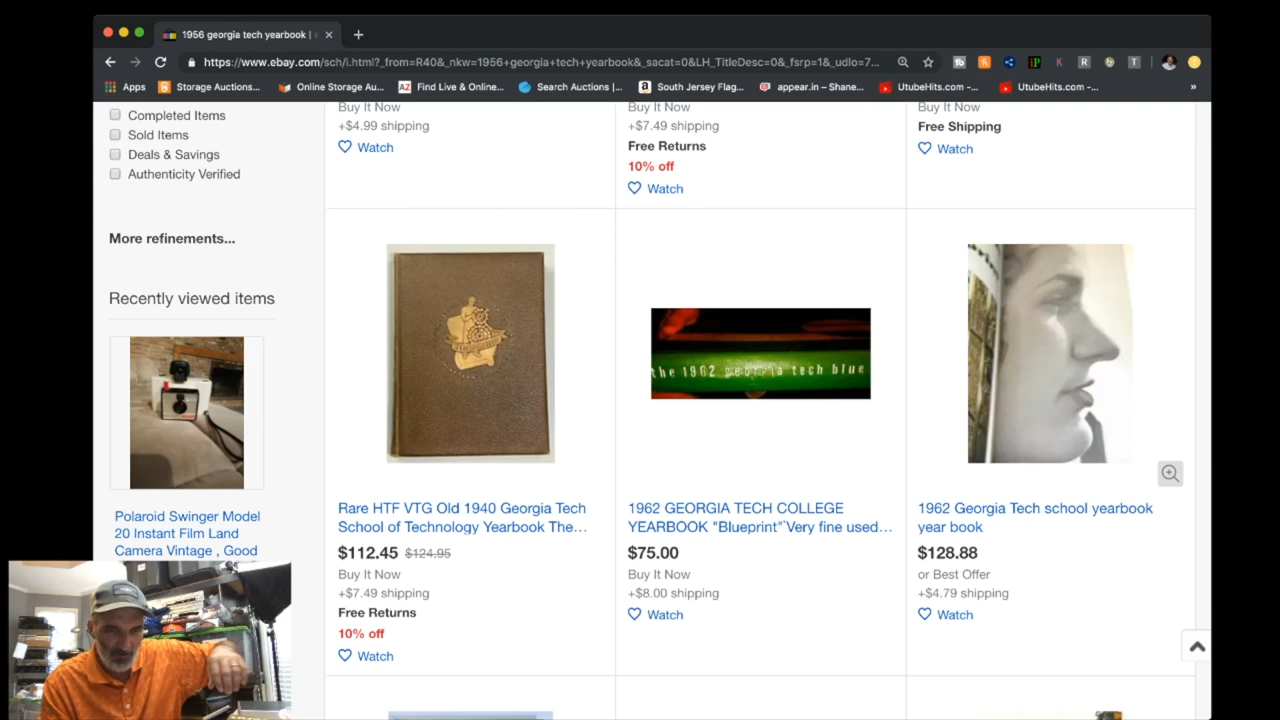 1956 georgia tech yearbook |
https://www.ebay.com/sch/i.html?_from=R40&_nkw=1956+georgia+tech+yearbook&_sacat=0&LH_TitleDesc=0&_fsrp=1&_udlo=7...
Apps
Storage Auctions...
Online Storage Au...
Find Live & Online...
Search Auctions |...
South Jersey Flag...
appear.in – Shane...
UtubeHits.com -...
UtubeHits.com -...
»
Completed Items
Sold Items
Deals & Savings
Authenticity Verified
More refinements...
Recently viewed items
Polaroid Swinger Model
20 Instant Film Land
Camera Vintage , Good
Buy It Now
+$4.99 shipping
Watch
Buy It Now
+$7.49 shipping
Free Returns
10% off
Watch
Buy It Now
Free Shipping
Watch
Rare HTF VTG Old 1940 Georgia Tech
School of Technology Yearbook The...
$112.45 $124.95
Buy It Now
+$7.49 shipping
Free Returns
10% off
Watch
the 1962 georgia tech blue
1962 GEORGIA TECH COLLEGE
YEARBOOK "Blueprint"`Very fine used...
$75.00
Buy It Now
+$8.00 shipping
Watch
1962 Georgia Tech school yearbook
year book
$128.88
or Best Offer
+$4.79 shipping
Watch